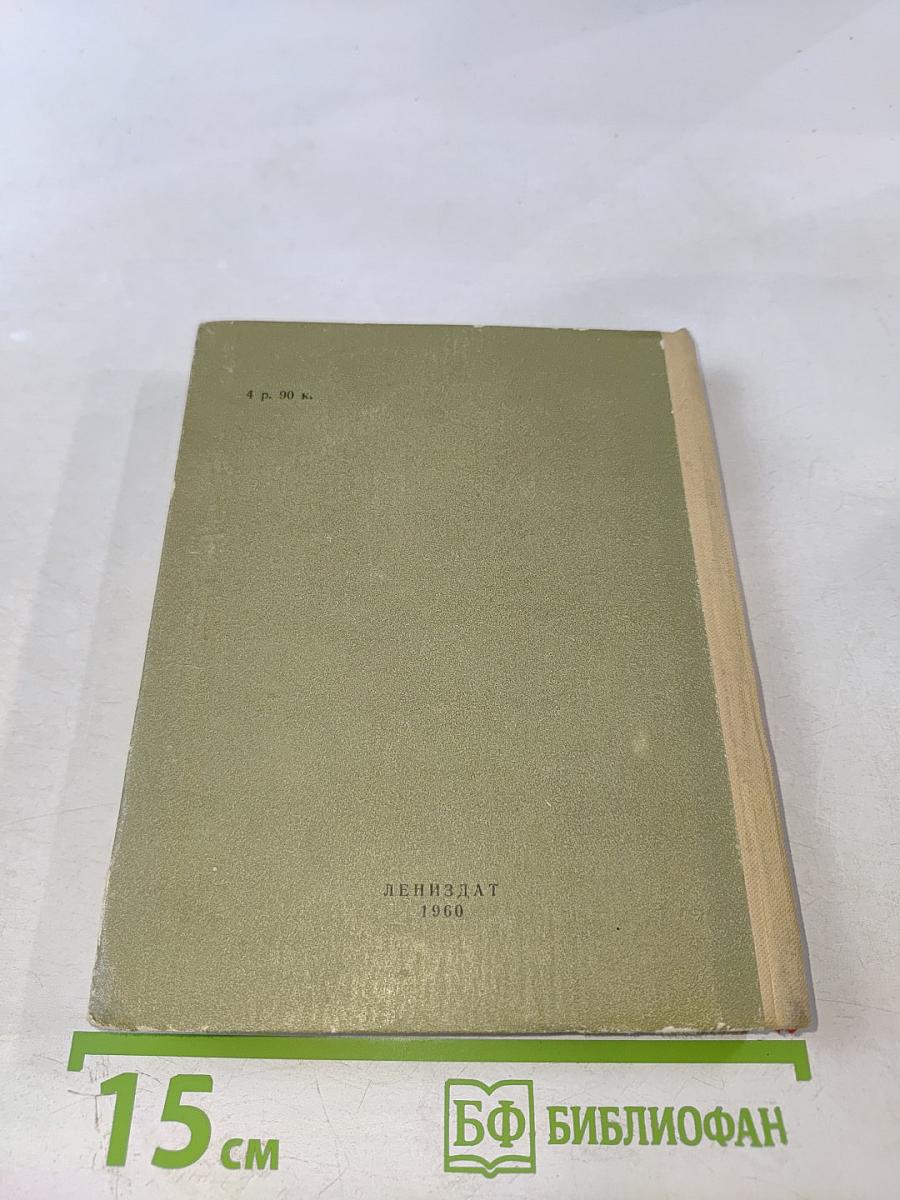 4 р. 90 к.
ЛЕНИЗДАТ
1960
15 см
БФ БИБЛИОФАН